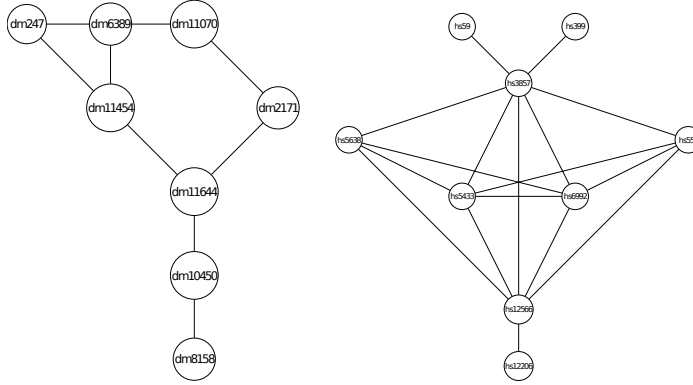 dm247
dm6389
dm11070
dm11454
dm2171
dm11644
dm10450
dm8158
hs59
hs399
hs3857
hs5638
hs5433
hs6992
hs12566
hs12206